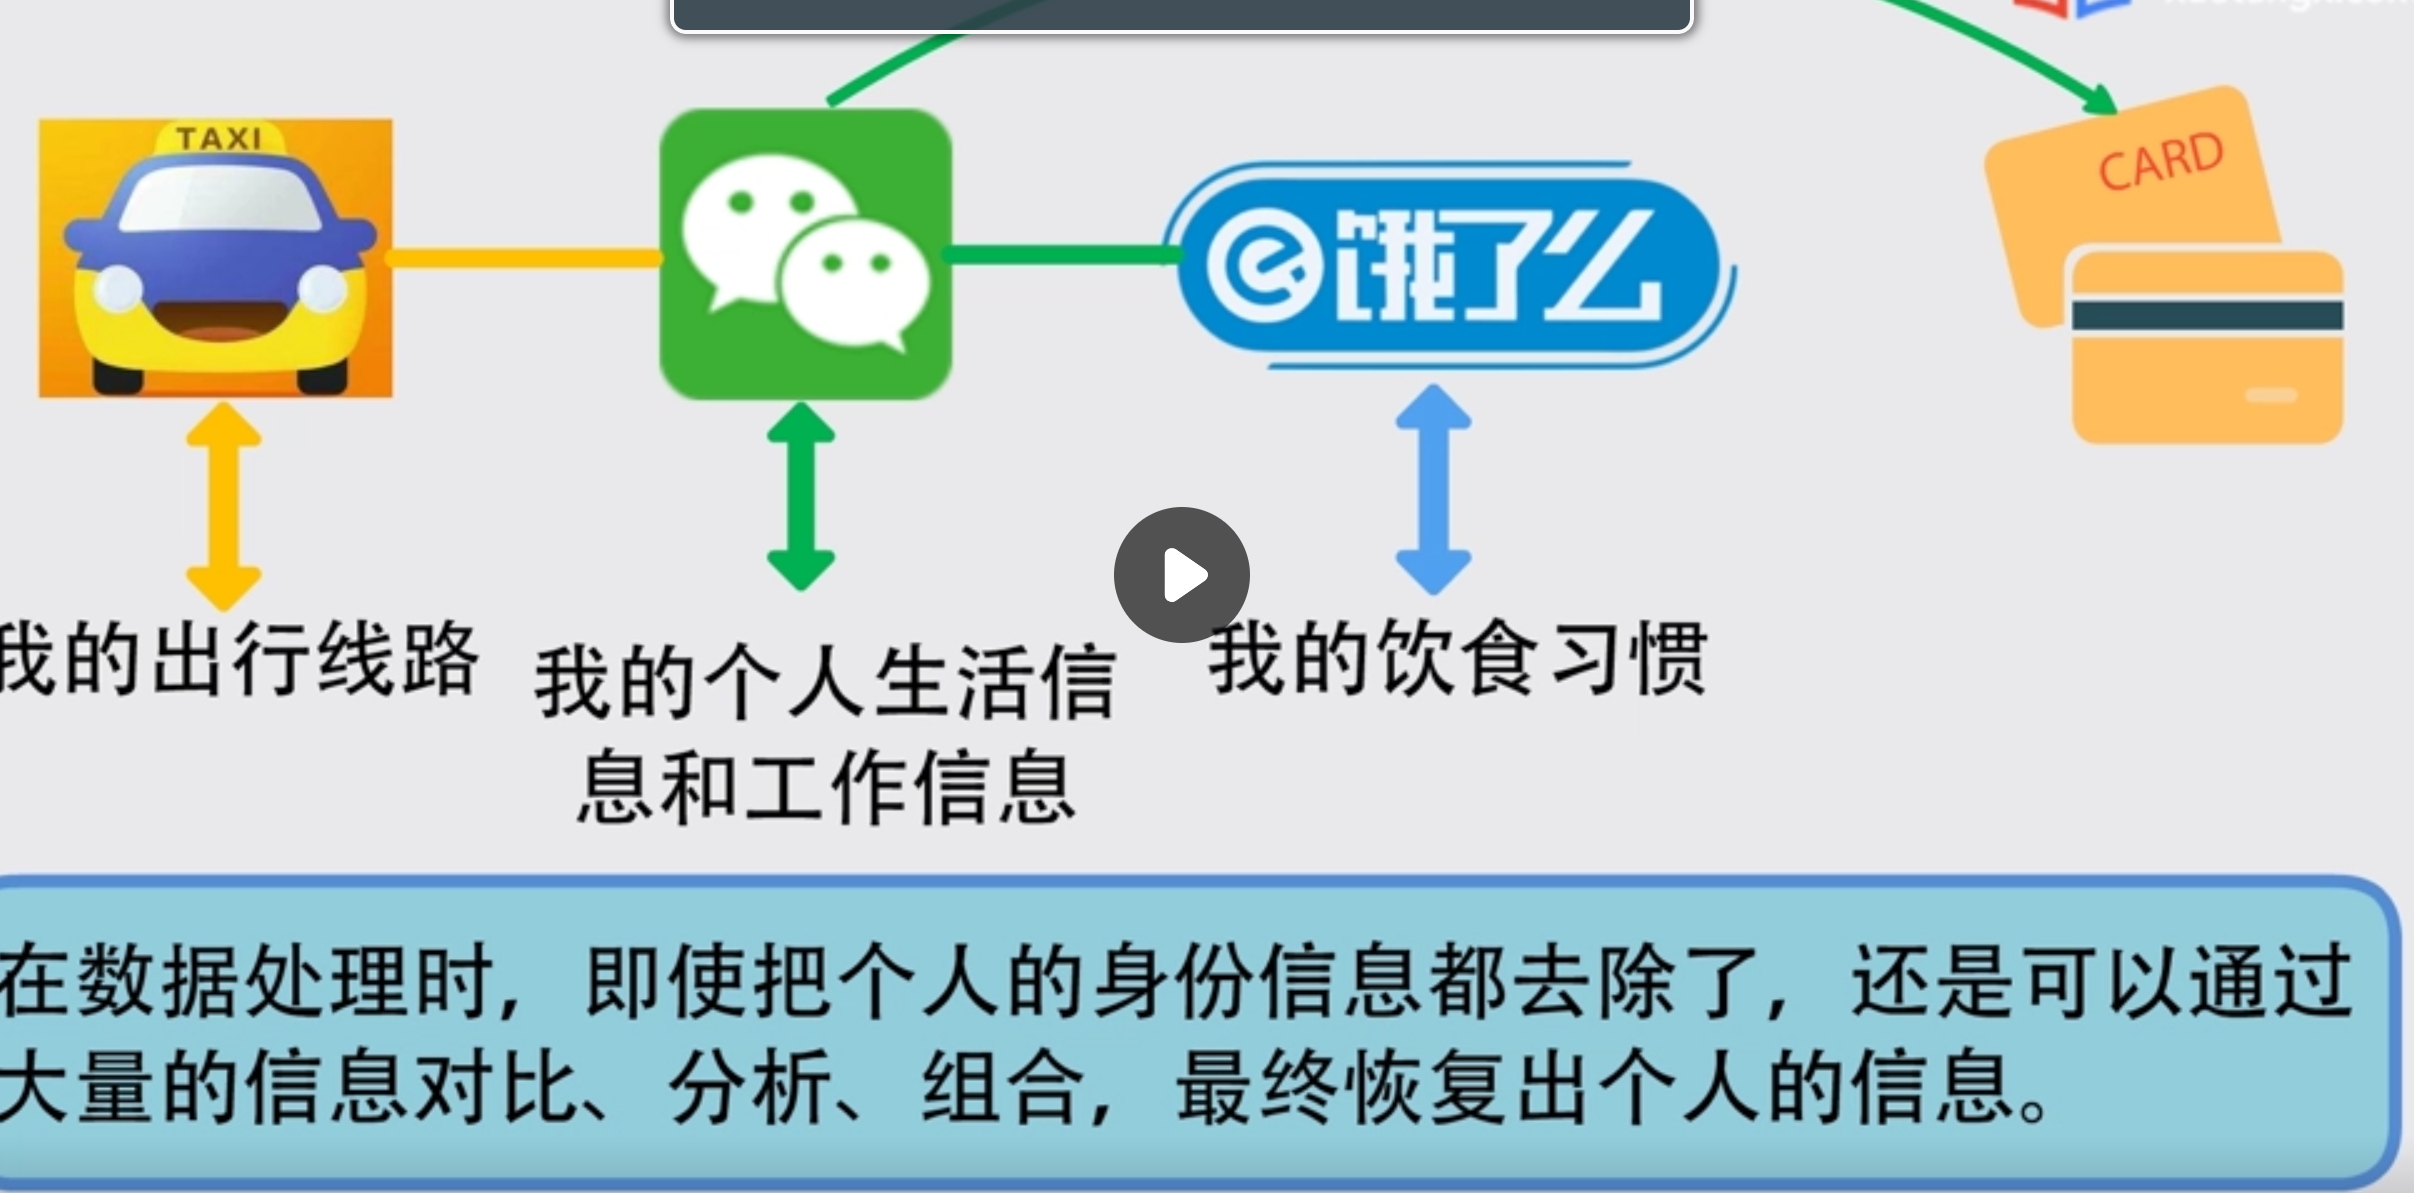 TAXI
CARD
饿了么
我的出行线路
我的个人生活信
息和工作信息
我的饮食习惯
在数据处理时，即使把个人的身份信息都去除了，还是可以通过
大量的信息对比、分析、组合，最终恢复出个人的信息。